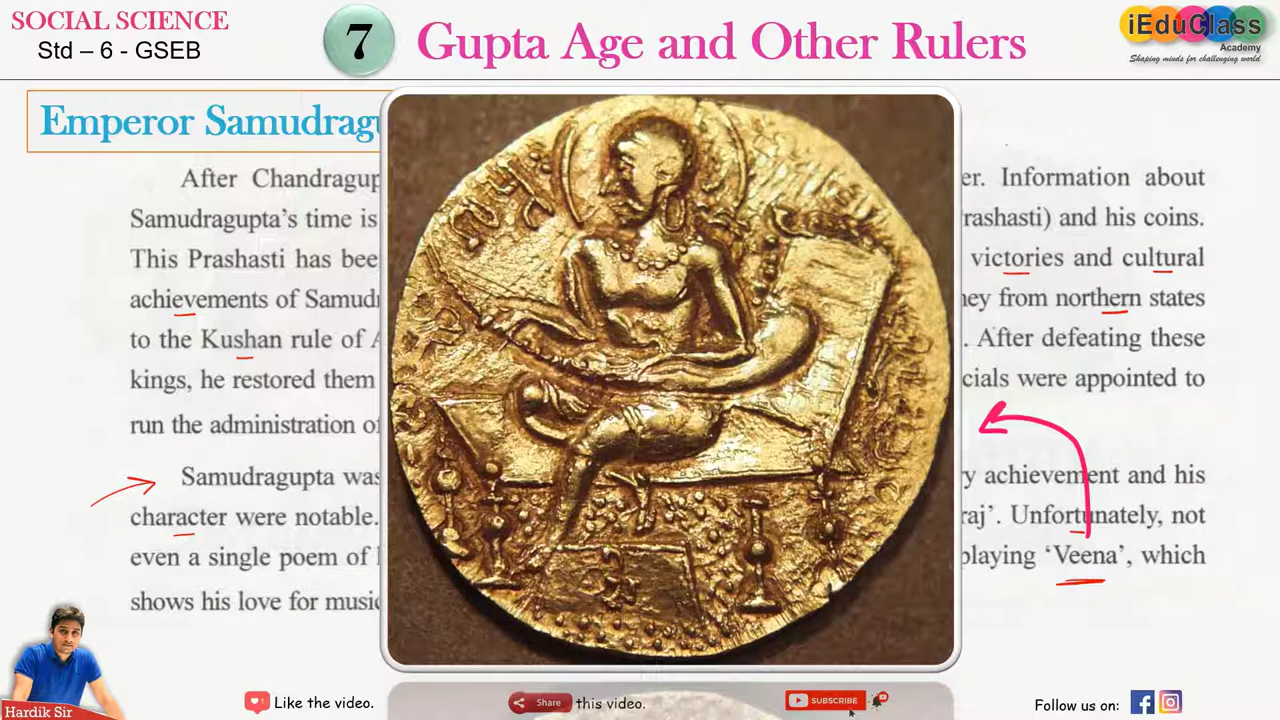 SOCIAL SCIENCE
Std – 6 - GSEB
7
Gupta Age and Other Rulers
iEduClass
Academy
Shaping minds for challenging world
Emperor Samudragu
After Chandragup er. Information about
Samudragupta's time is Prashasti) and his coins.
This Prashasti has bee victories and cultural
achievements of Samud ney from northern states
to the Kushan rule of A . After defeating these
kings, he restored them cials were appointed to
run the administration of
Samudragupta was y achievement and his
character were notable. raj'. Unfortunately, not
even a single poem of playing 'Veena', which
shows his love for music
Hardik Sir
Like the video.
Share this video.
SUBSCRIBE
Follow us on: